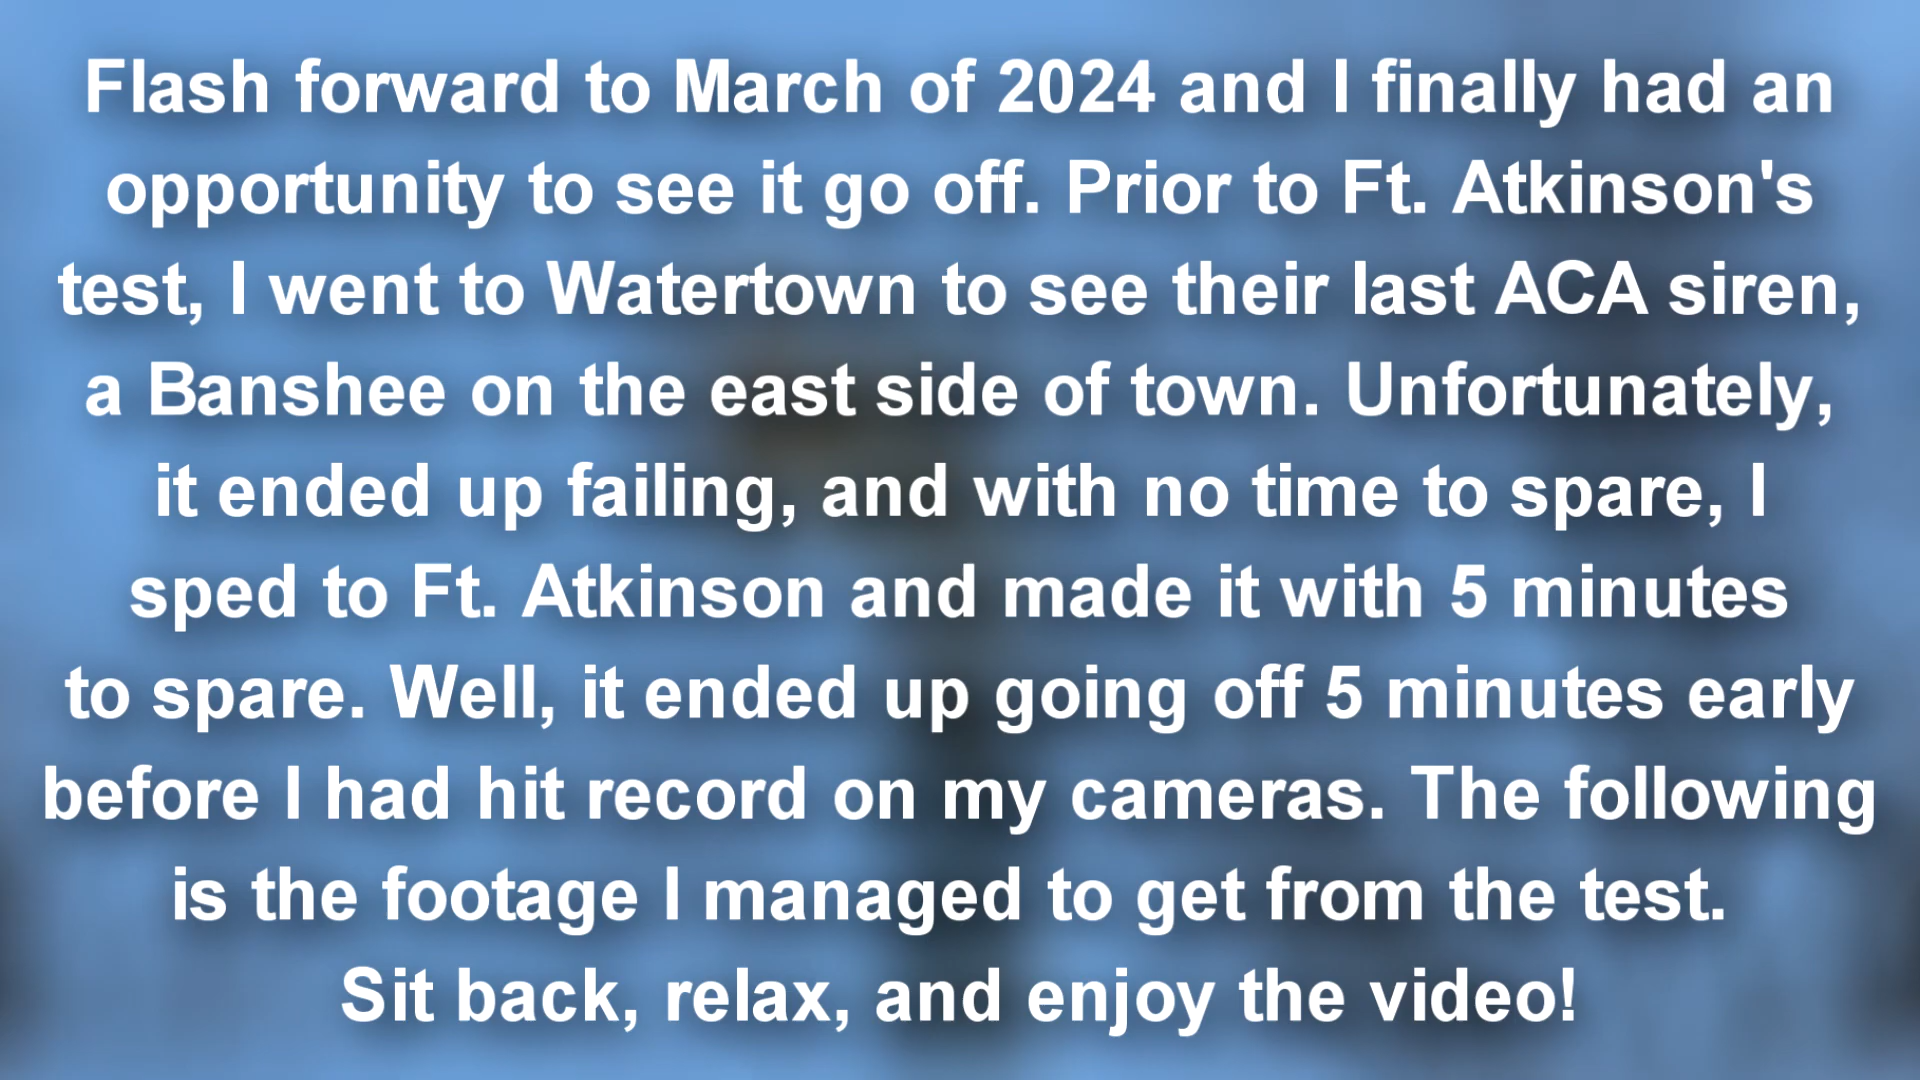 Flash forward to March of 2024 and I finally had an
opportunity to see it go off. Prior to Ft. Atkinson's
test, I went to Watertown to see their last ACA siren,
a Banshee on the east side of town. Unfortunately,
it ended up failing, and with no time to spare, I
sped to Ft. Atkinson and made it with 5 minutes
to spare. Well, it ended up going off 5 minutes early
before I had hit record on my cameras. The following
is the footage I managed to get from the test.
Sit back, relax, and enjoy the video!